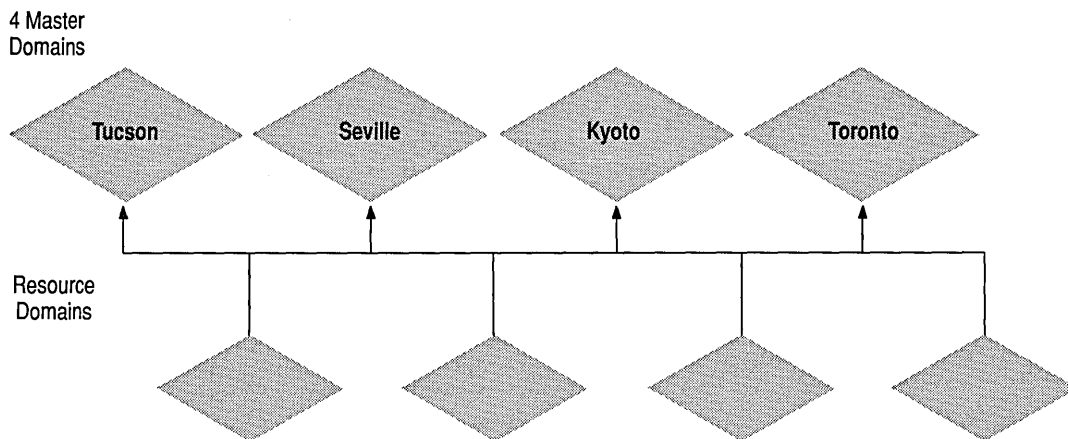 4 Master
Domains
Tucson
Seville
Kyoto
Toronto
Resource
Domains